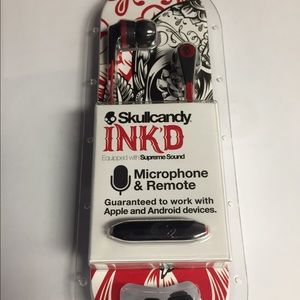 Skullcandy
INK'D
Equipped with Supreme Sound
Microphone
& Remote
Guaranteed to work with
Apple and Android devices.